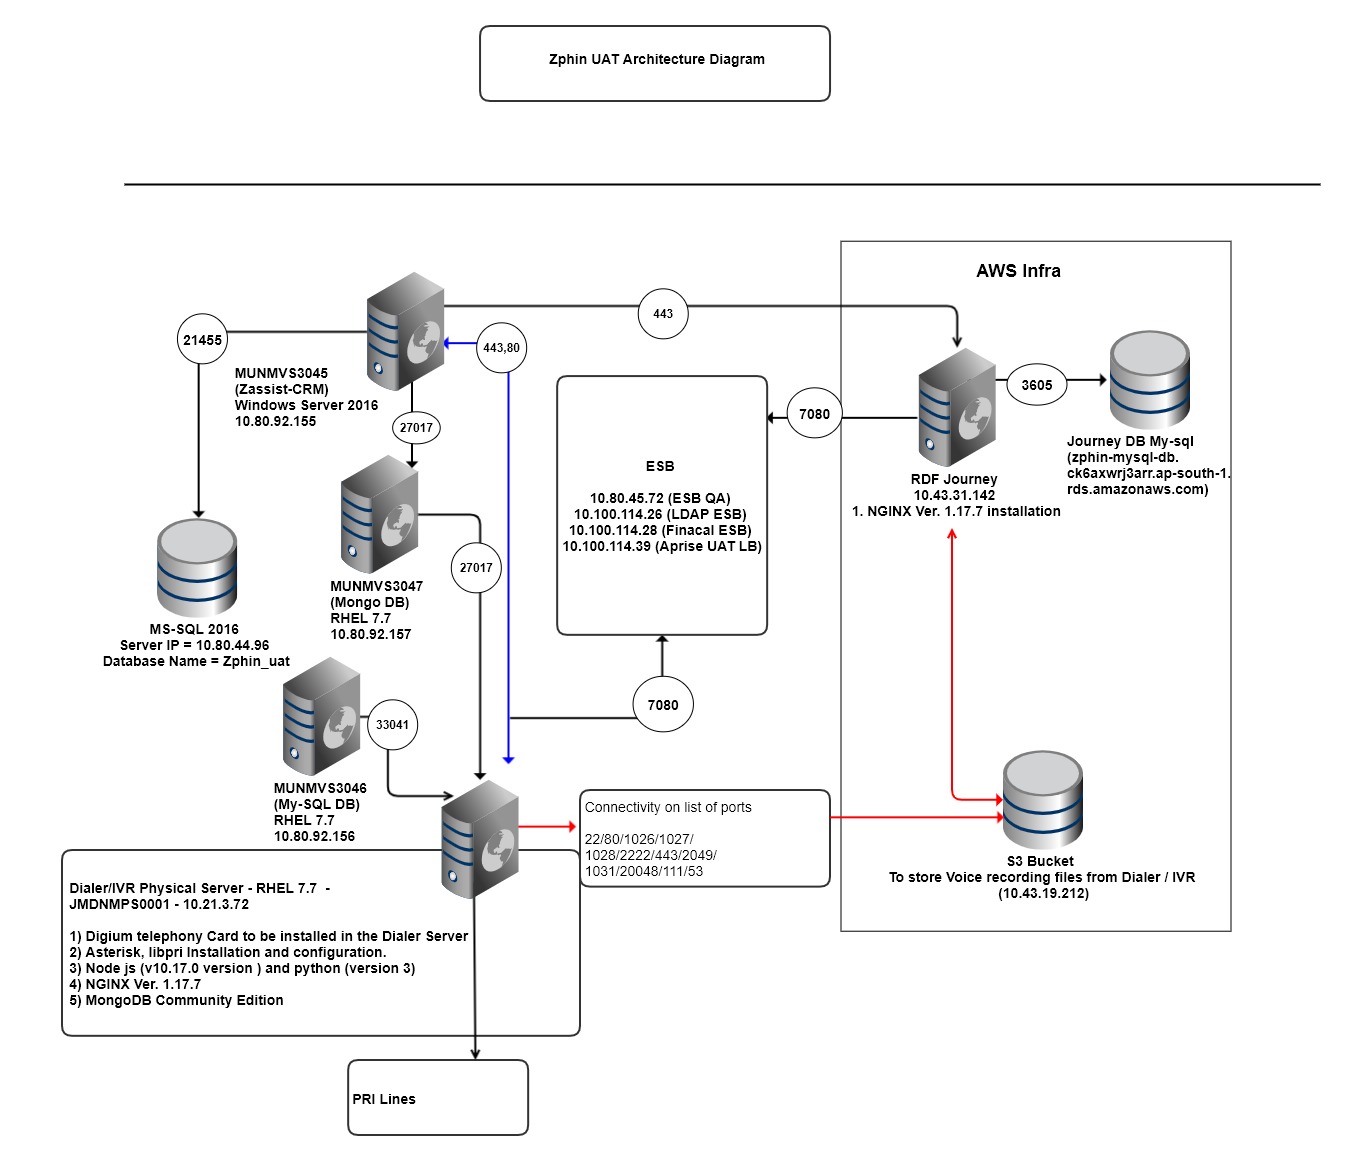 Zphin UAT Architecture Diagram
AWS Infra
443
21455
443,80
MUNMVS3045
(Zassist-CRM)
Windows Server 2016
10.80.92.155
27017
3605
7080
Journey DB My-sql
(zphin-mysql-db.
ck6axwrj3arr.ap-south-1.
rds.amazonaws.com)
ESB
10.80.45.72 (ESB QA)
10.100.114.26 (LDAP ESB)
10.100.114.28 (Finacal ESB)
10.100.114.39 (Aprise UAT LB)
RDF Journey
10.43.31.142
1. NGINX Ver. 1.17.7 installation
27017
MUNMVS3047
(Mongo DB)
RHEL 7.7
10.80.92.157
MS-SQL 2016
Server IP = 10.80.44.96
Database Name = Zphin_uat
7080
33041
MUNMVS3046
(My-SQL DB)
RHEL 7.7
10.80.92.156
Connectivity on list of ports
22/80/1026/1027/
1028/2222/443/2049/
1031/20048/111/53
S3 Bucket
To store Voice recording files from Dialer / IVR
(10.43.19.212)
Dialer/IVR Physical Server - RHEL 7.7 -
JMDNMPS0001 - 10.21.3.72
1) Digium telephony Card to be installed in the Dialer Server
2) Asterisk, libpri Installation and configuration.
3) Node js (v10.17.0 version ) and python (version 3)
4) NGINX Ver. 1.17.7
5) MongoDB Community Edition
PRI Lines